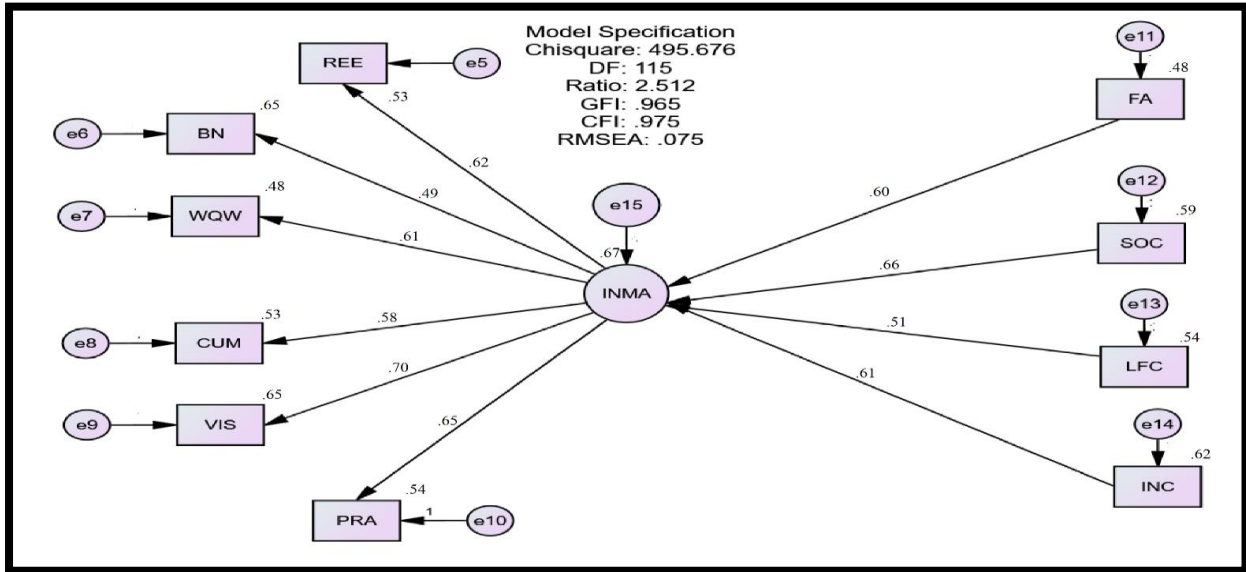 Model Specification
Chisquare: 495.676
DF: 115
Ratio: 2.512
GFI: .965
CFI: .975
RMSEA: .075
REE
e5
.53
e6
BN
.65
e7
WQW
.48
e8
CUM
.53
e9
VIS
.65
PRA
.54
1
e10
.62
.49
.61
.58
.70
.65
e15
.67
INMA
.60
.66
.51
.61
e11
.48
FA
e12
.59
SOC
e13
.54
LFC
e14
.62
INC